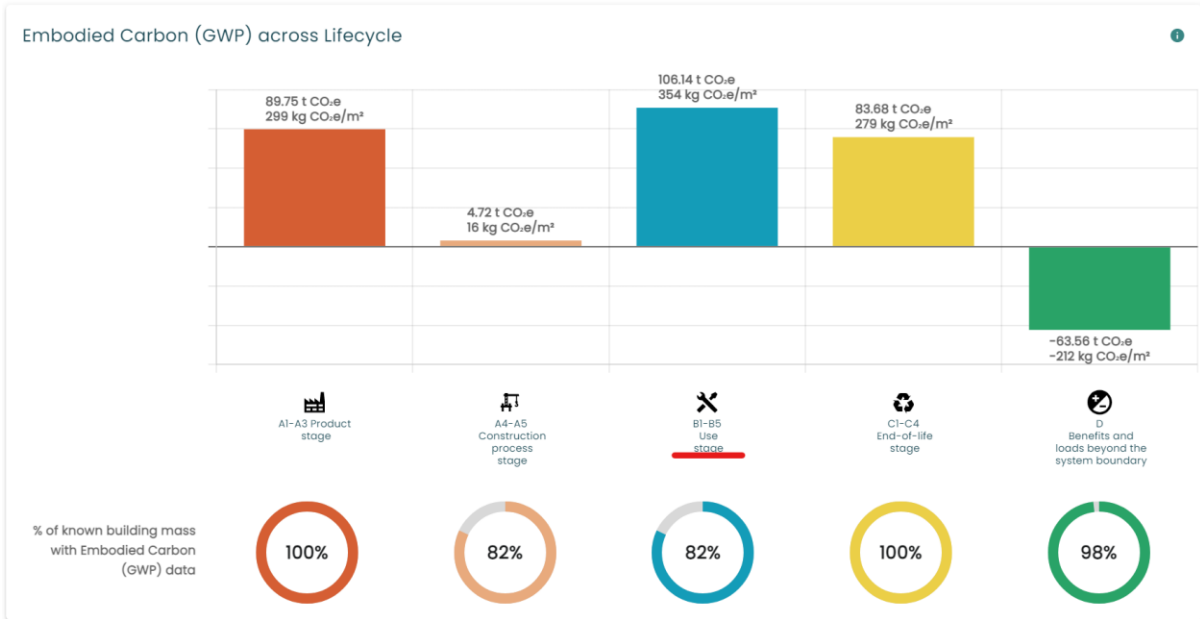 Embodied Carbon (GWP) across Lifecycle
i
89.75 t CO₂e
299 kg CO₂e/m²
4.72 t CO₂e
16 kg CO₂e/m²
106.14 t CO₂e
354 kg CO₂e/m²
83.68 t CO₂e
279 kg CO₂e/m²
-63.56 t CO₂e
-212 kg CO₂e/m²
A1-A3 Product
stage
A4-A5
Construction
process
stage
B1-B5
Use
stage
C1-C4
End-of-life
stage
D
Benefits and
loads beyond the
system boundary
% of known building mass
with Embodied Carbon
(GWP) data
100%
82%
82%
100%
98%